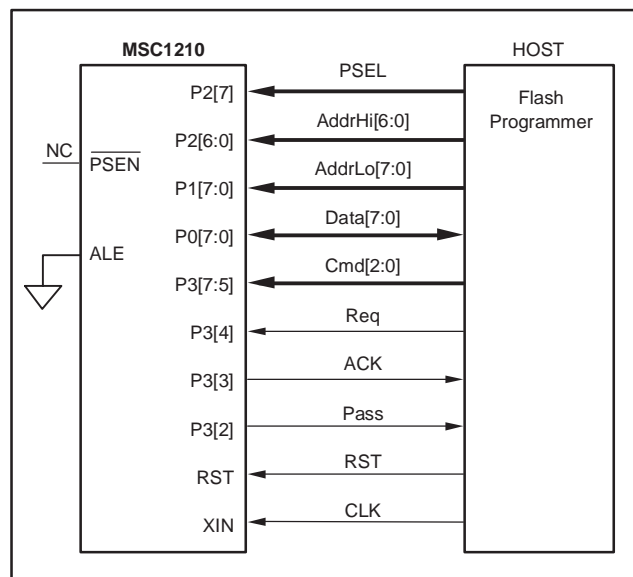 MSC1210
HOST
PSEL
P2[7]
Flash
Programmer
AddrHi[6:0]
P2[6:0]
NC
PSEN
AddrLo[7:0]
P1[7:0]
Data[7:0]
P0[7:0]
ALE
Cmd[2:0]
P3[7:5]
Req
P3[4]
ACK
P3[3]
Pass
P3[2]
RST
RST
CLK
XIN